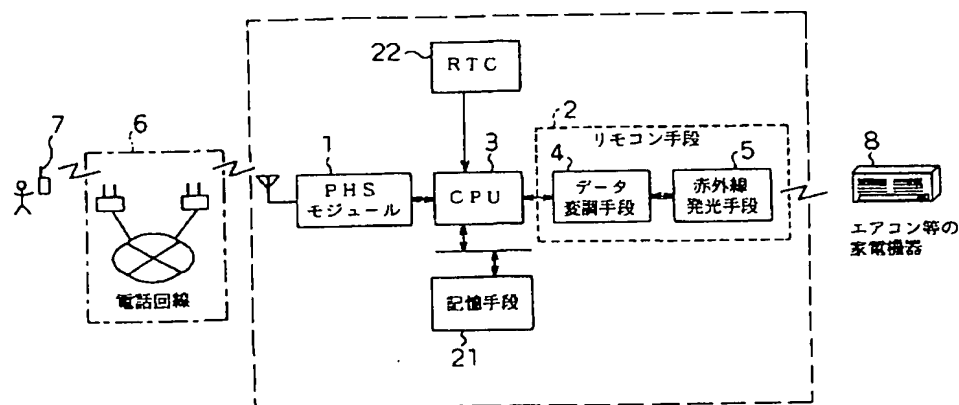 22
RTC
7
6
電話回線
1
PHS
モジュール
3
CPU
2
リモコン手段
4
データ
変調手段
5
赤外線
発光手段
8
エアコン等の
家電機器
記憶手段
21